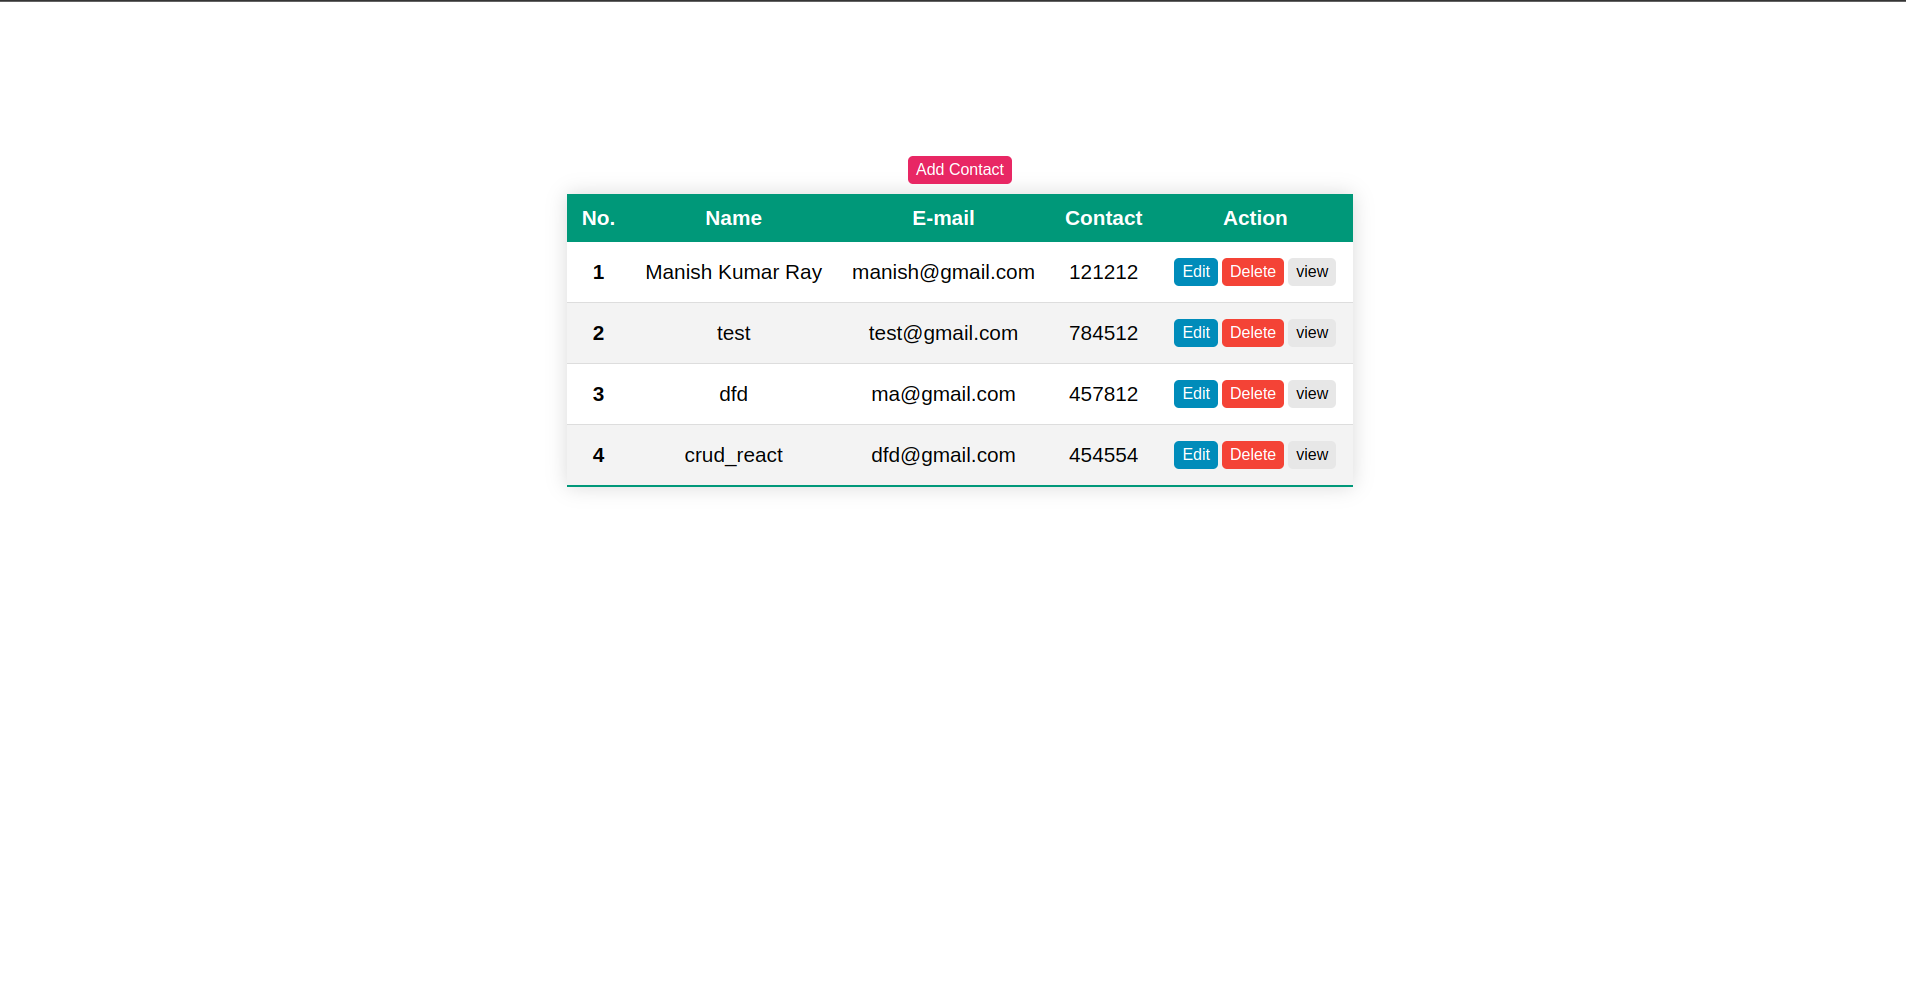 Add Contact
No. Name E-mail Contact Action
1 Manish Kumar Ray manish@gmail.com 121212 Edit Delete view
2 test test@gmail.com 784512 Edit Delete view
3 dfd ma@gmail.com 457812 Edit Delete view
4 crud_react dfd@gmail.com 454554 Edit Delete view